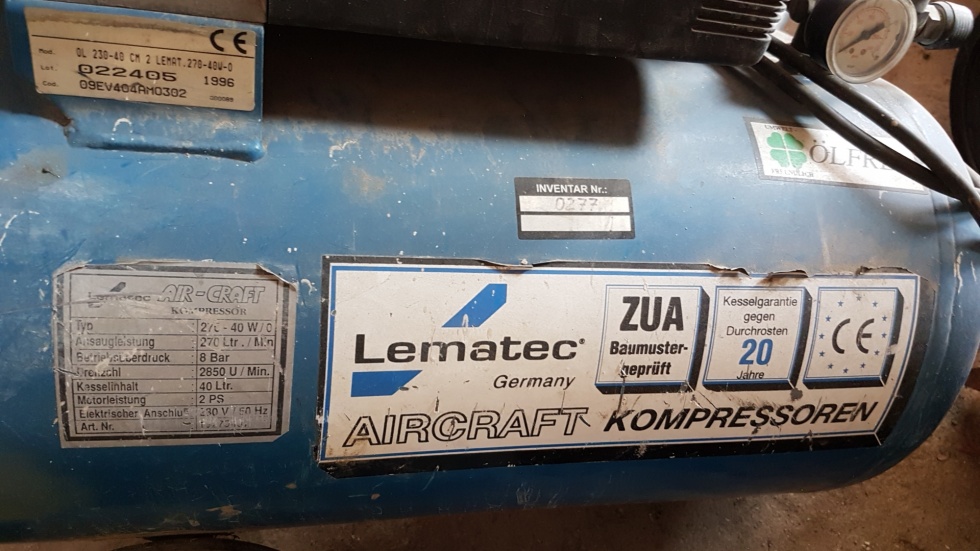 CE
Mod. OL 230-40 CM 2 LEMAT.270-40W-0
Lot. 022405 1996
Cod. 09EV404AM0302
ÖLFRE
INVENTAR Nr.:
0277
Lematec AIR-CRAFT
KOMPRESSOR
Typ 270 - 40 W / 0
Ansaugleistung 270 Ltr. / Min
Betriebsüberdruck 8 Bar
Drehzahl 2850 U / Min.
Kesselinhalt 40 Ltr.
Motorleistung 2 PS
Elektrischer Anschluß 230 V / 50 Hz
Art. Nr.
Lematec
Germany
AIRCRAFT KOMPRESSOREN
ZUA
Baumuster-
geprüft
Kesselgarantie
gegen
Durchrosten
20
Jahre
CE